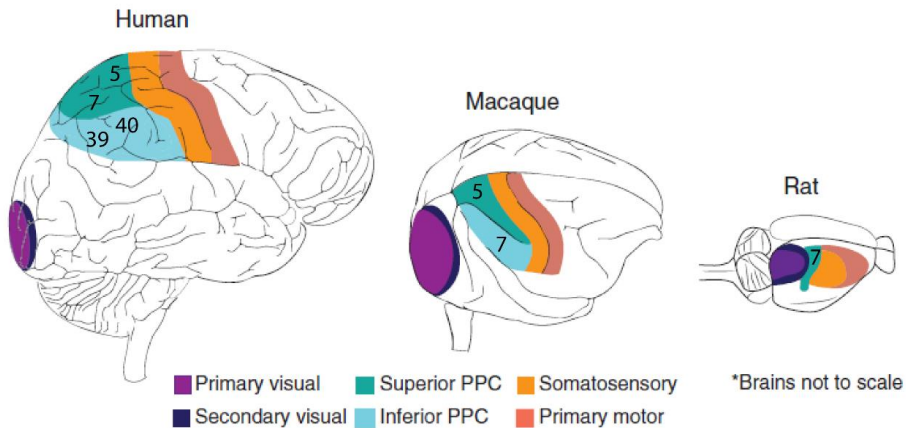 Human
5
7
40
39
Macaque
5
7
Rat
7
Primary visual
Superior PPC
Somatosensory
*Brains not to scale
Secondary visual
Inferior PPC
Primary motor